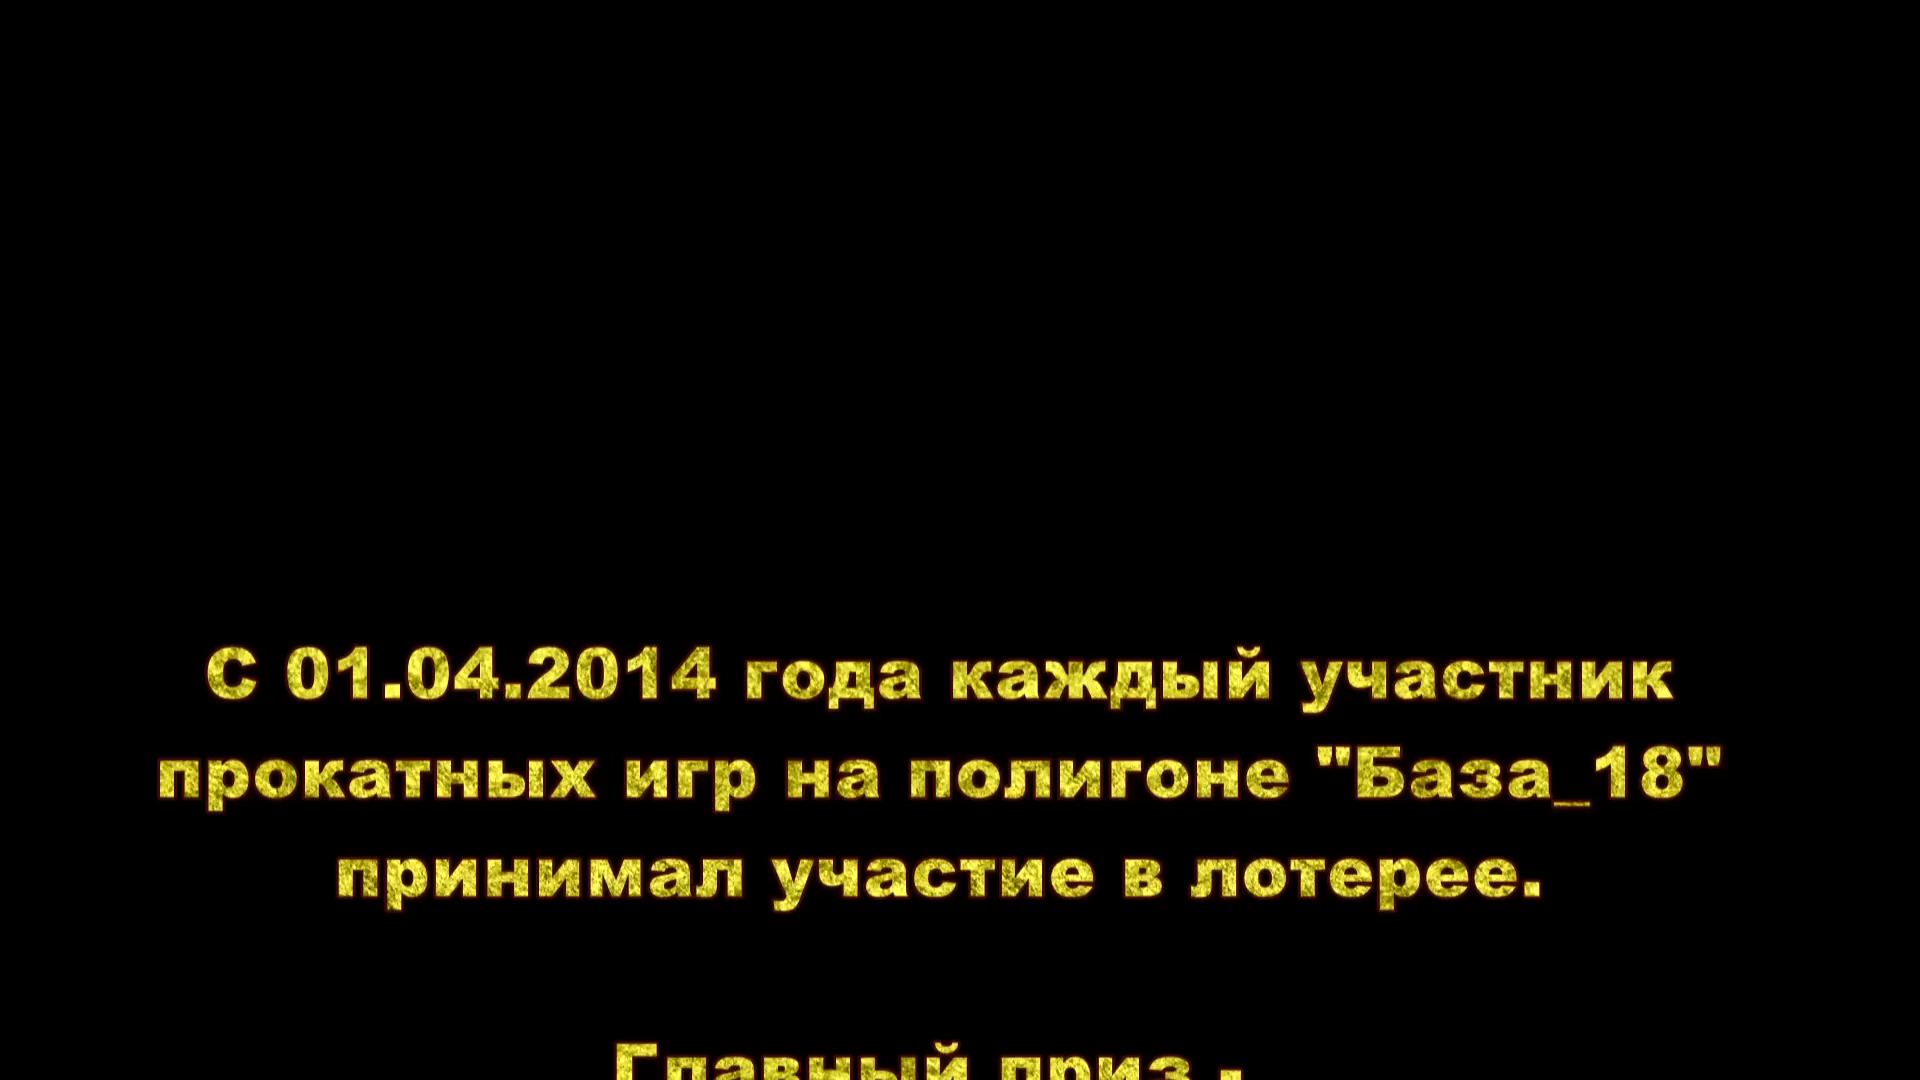 С 01.04.2014 года каждый участник
прокатных игр на полигоне "База_18"
принимал участие в лотерее.
Главный приз -